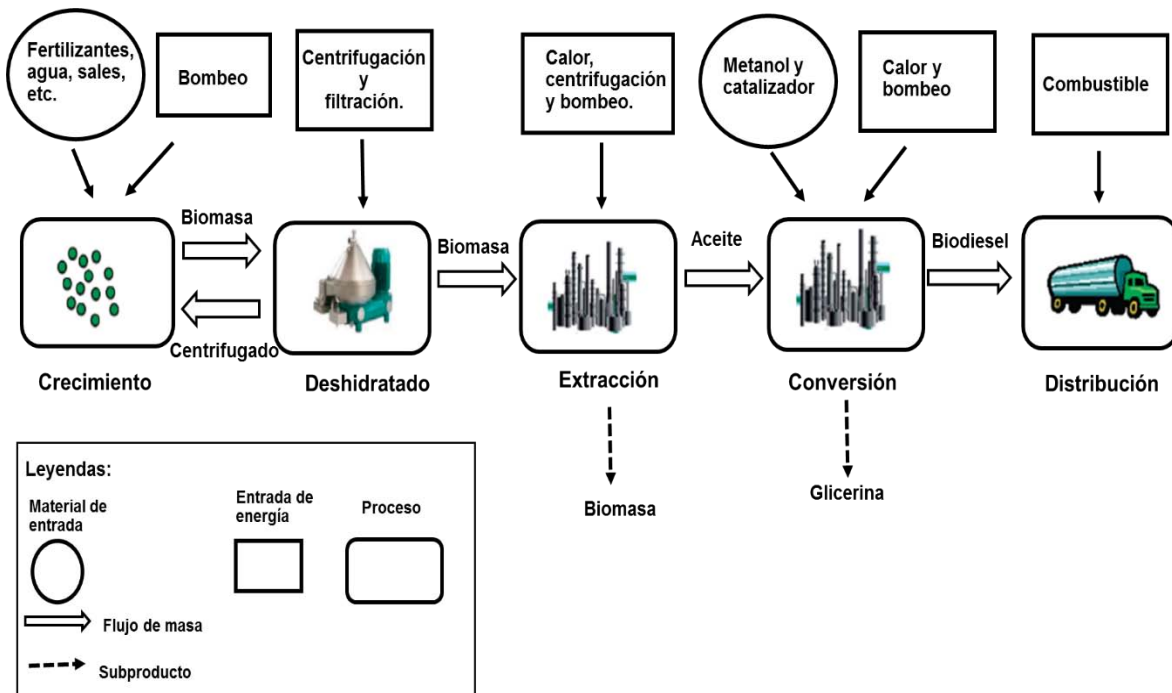 Fertilizantes,
agua, sales,
etc.
Bombeo
Centrifugación
y
filtración.
Calor,
centrifugación
y bombeo.
Metanol y
catalizador
Calor y
bombeo
Combustible
Biomasa
Centrifugado
Biomasa
Aceite
Biodiesel
Crecimiento
Deshidratado
Extracción
Conversión
Distribución
Biomasa
Glicerina
Leyendas:
Material de
entrada
Entrada de
energía
Proceso
Flujo de masa
Subproducto